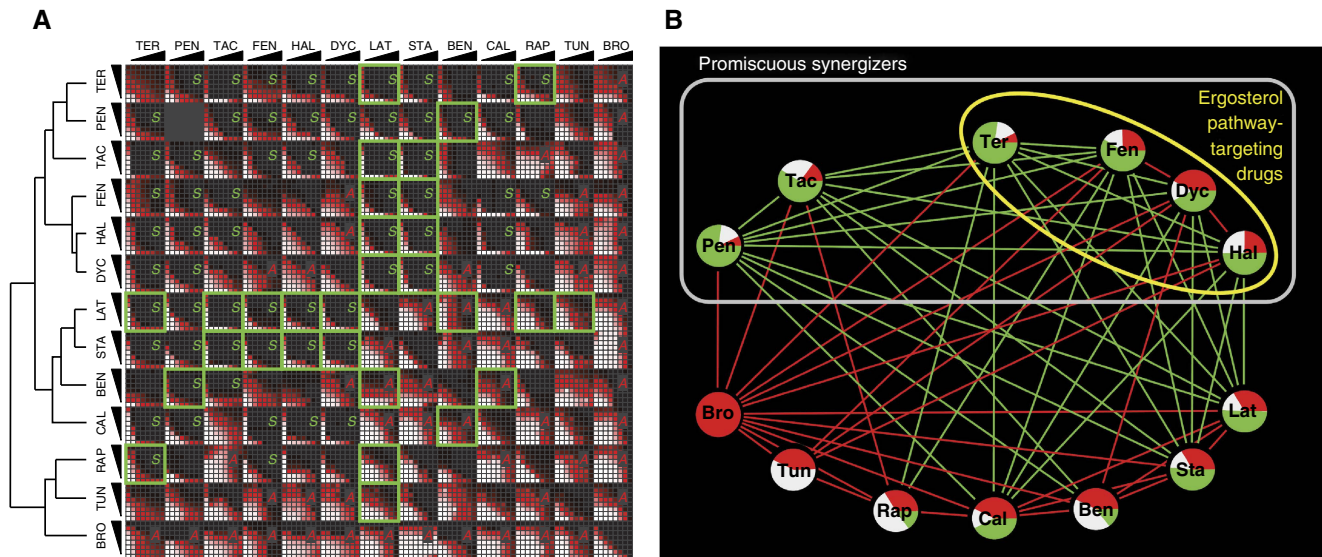 A
B
TER PEN TAC FEN HAL DYC LAT STA BEN CAL RAP TUN BRO
TER
PEN
TAC
FEN
HAL
DYC
LAT
STA
BEN
CAL
RAP
TUN
BRO
Promiscuous synergizers
Ergosterol
pathway-
targeting
drugs
Ter
Fen
Tac
Dyc
Pen
Hal
Bro
Lat
Tun
Sta
Rap
Cal
Ben